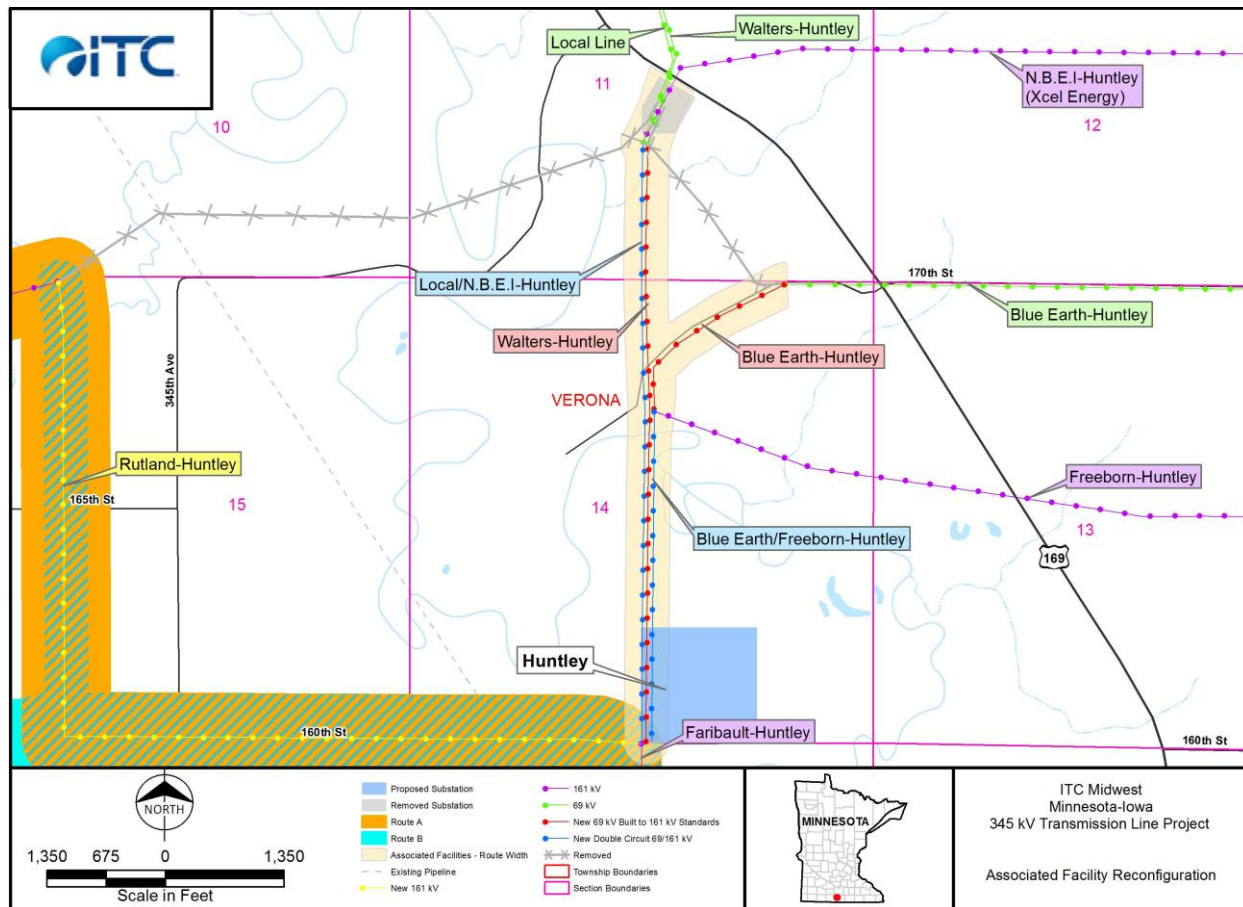 ITC
Local Line
Walters-Huntley
N.B.E.I-Huntley
(Xcel Energy)
10
11
12
Local/N.B.E.I-Huntley
170th St
Blue Earth-Huntley
Walters-Huntley
Blue Earth-Huntley
345th Ave
VERONA
Rutland-Huntley
165th St
15
14
Freeborn-Huntley
13
Blue Earth/Freeborn-Huntley
169
Huntley
160th St
Faribault-Huntley
160th St
NORTH
1,350 675 0 1,350
Scale in Feet
Proposed Substation
Removed Substation
Route A
Route B
Associated Facilities - Route Width
Existing Pipeline
New 161 kV
161 kV
69 kV
New 69 kV Built to 161 kV Standards
New Double Circuit 69/161 kV
Removed
Township Boundaries
Section Boundaries
MINNESOTA
ITC Midwest
Minnesota-Iowa
345 kV Transmission Line Project
Associated Facility Reconfiguration